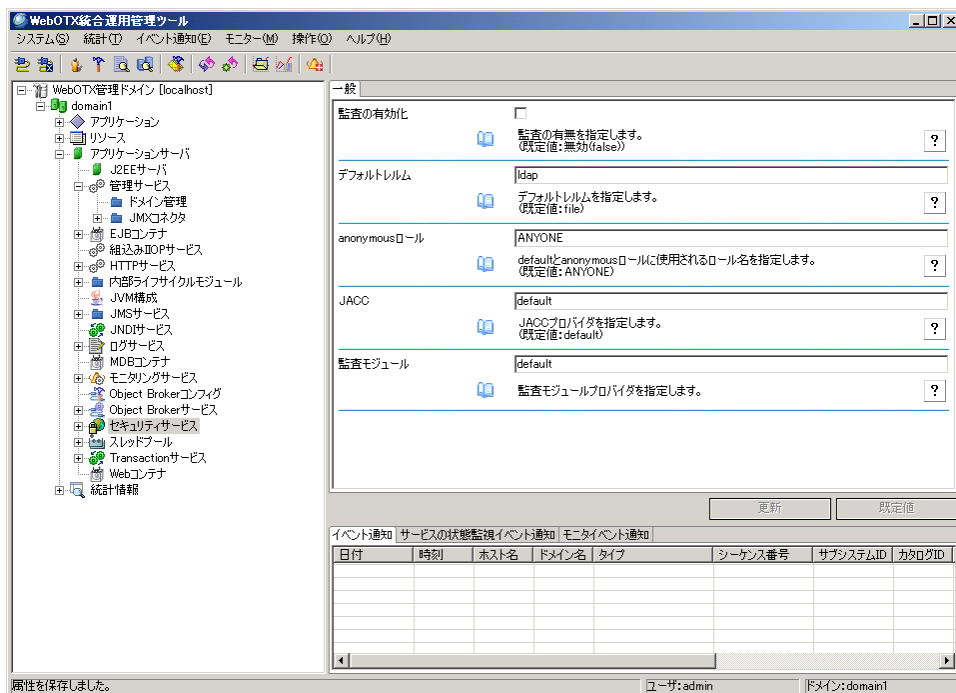 WebOTX統合運用管理ツール
システム(S) 統計(T) イベント通知(E) モニター(M) 操作(O) ヘルプ(H)
WebOTX管理ドメイン [localhost]
domain1
アプリケーション
リソース
アプリケーションサーバ
J2EEサーバ
管理サービス
ドメイン管理
JMXコネクタ
EJBコンテナ
組込みIIOPサービス
HTTPサービス
内部ライフサイクルモジュール
JVM構成
JMSサービス
JNDIサービス
ログサービス
MDBコンテナ
モニタリングサービス
Object Brokerコンフィグ
Object Brokerサービス
セキュリティサービス
スレッドプール
Transactionサービス
Webコンテナ
統計情報
一般
監査の有効化
監査の有無を指定します。
(既定値:無効(false))
?
デフォルトレルム
ldap
デフォルトレルムを指定します。
(既定値:file)
?
anonymousロール
ANYONE
defaultとanonymousロールに使用されるロール名を指定します。
(既定値:ANYONE)
?
JACC
default
JACCプロバイダを指定します。
(既定値:default)
?
監査モジュール
default
監査モジュールプロバイダを指定します。
?
更新 既定値
イベント通知 サービスの状態監視イベント通知 モニタイベント通知
日付 時刻 ホスト名 ドメイン名 タイプ シーケンス番号 サブシステムID カタログID
属性を保存しました。 ユーザ:admin ドメイン:domain1